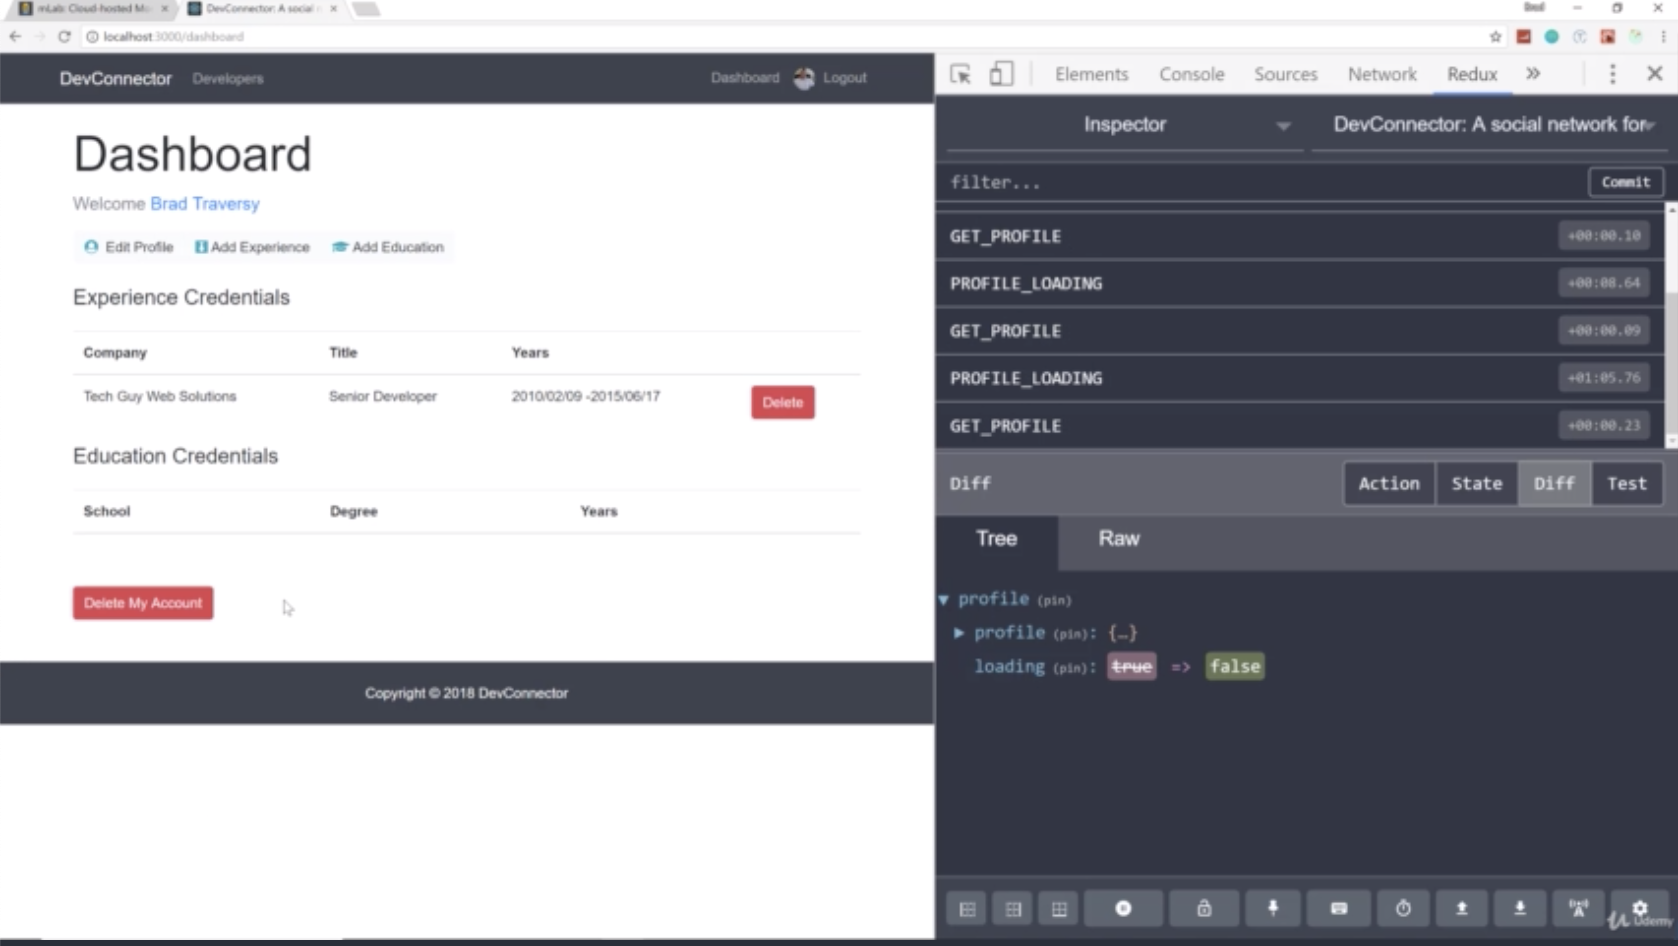 mLab: Cloud-hosted Mo
DevConnector: A social n
localhost:3000/dashboard
DevConnector
Developers
Dashboard
Logout
Dashboard
Welcome Brad Traversy
Edit Profile
Add Experience
Add Education
Experience Credentials
Company Title Years
Tech Guy Web Solutions Senior Developer 2010/02/09 -2015/06/17 Delete
Education Credentials
School Degree Years
Delete My Account
Copyright © 2018 DevConnector
Elements Console Sources Network Redux »
Inspector
DevConnector: A social network for
filter...
Commit
GET_PROFILE +00:00.10
PROFILE_LOADING +00:08.64
GET_PROFILE +00:00.09
PROFILE_LOADING +01:05.76
GET_PROFILE +00:00.23
Diff
Action State Diff Test
Tree Raw
profile (pin)
profile (pin): {…}
loading (pin): true => false
Udemy